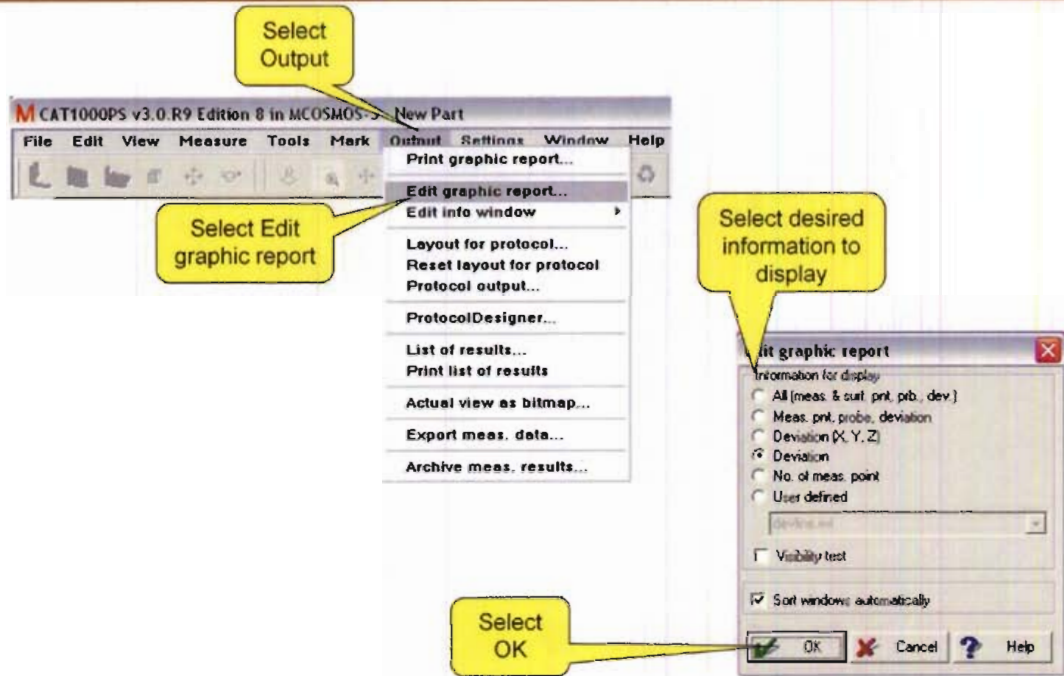 Select
Output
CAT1000PS v3.0.R9 Edition 8 in MCOSMOS-3 - New Part
File Edit View Measure Tools Mark Output Settings Window Help
Print graphic report...
Edit graphic report...
Edit info window
Layout for protocol...
Reset layout for protocol
Protocol output...
ProtocolDesigner...
List of results...
Print list of results
Actual view as bitmap...
Export meas. data...
Archive meas. results...
Select Edit
graphic report
Select desired
information to
display
Edit graphic report
Information for display
All (meas. & surf. pnt, prb., dev.)
Meas. pnt, probe, deviation
Deviation (X, Y, Z)
Deviation
No. of meas. point
User defined
Visibility test
Sort windows automatically
OK Cancel Help
Select
OK